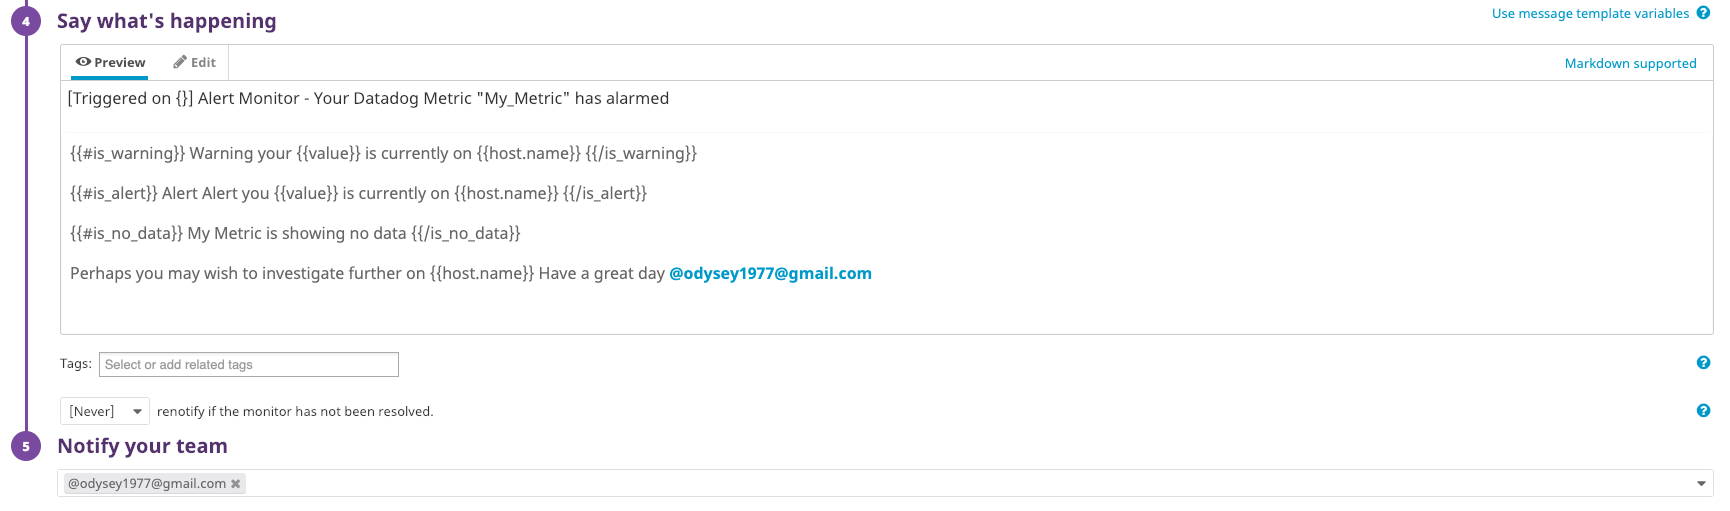 4 Say what's happening
Use message template variables ?
Preview Edit
Markdown supported
[Triggered on {}] Alert Monitor - Your Datadog Metric "My_Metric" has alarmed
{{#is_warning}} Warning your {{value}} is currently on {{host.name}} {{/is_warning}}
{{#is_alert}} Alert Alert you {{value}} is currently on {{host.name}} {{/is_alert}}
{{#is_no_data}} My Metric is showing no data {{/is_no_data}}
Perhaps you may wish to investigate further on {{host.name}} Have a great day @odysey1977@gmail.com
Tags: Select or add related tags ?
[Never] renotify if the monitor has not been resolved. ?
5 Notify your team
@odysey1977@gmail.com ×